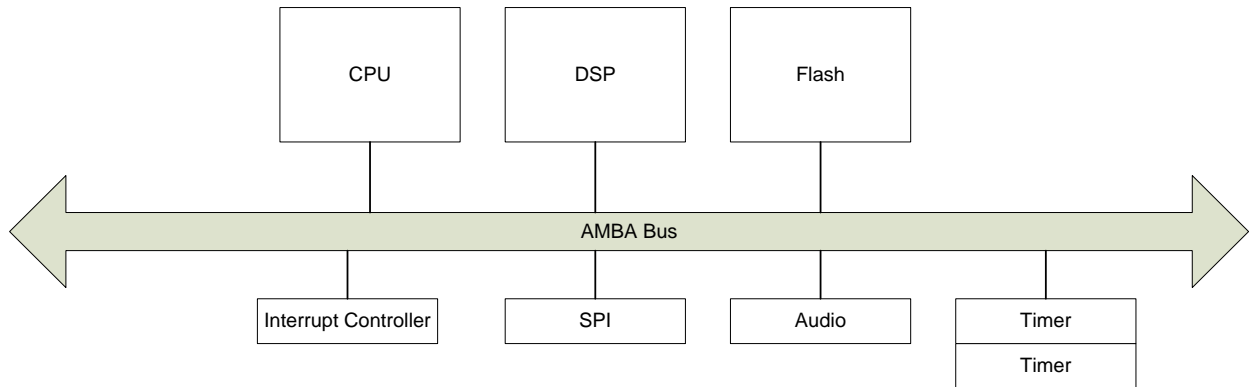 CPU
DSP
Flash
AMBA Bus
Interrupt Controller
SPI
Audio
Timer
Timer